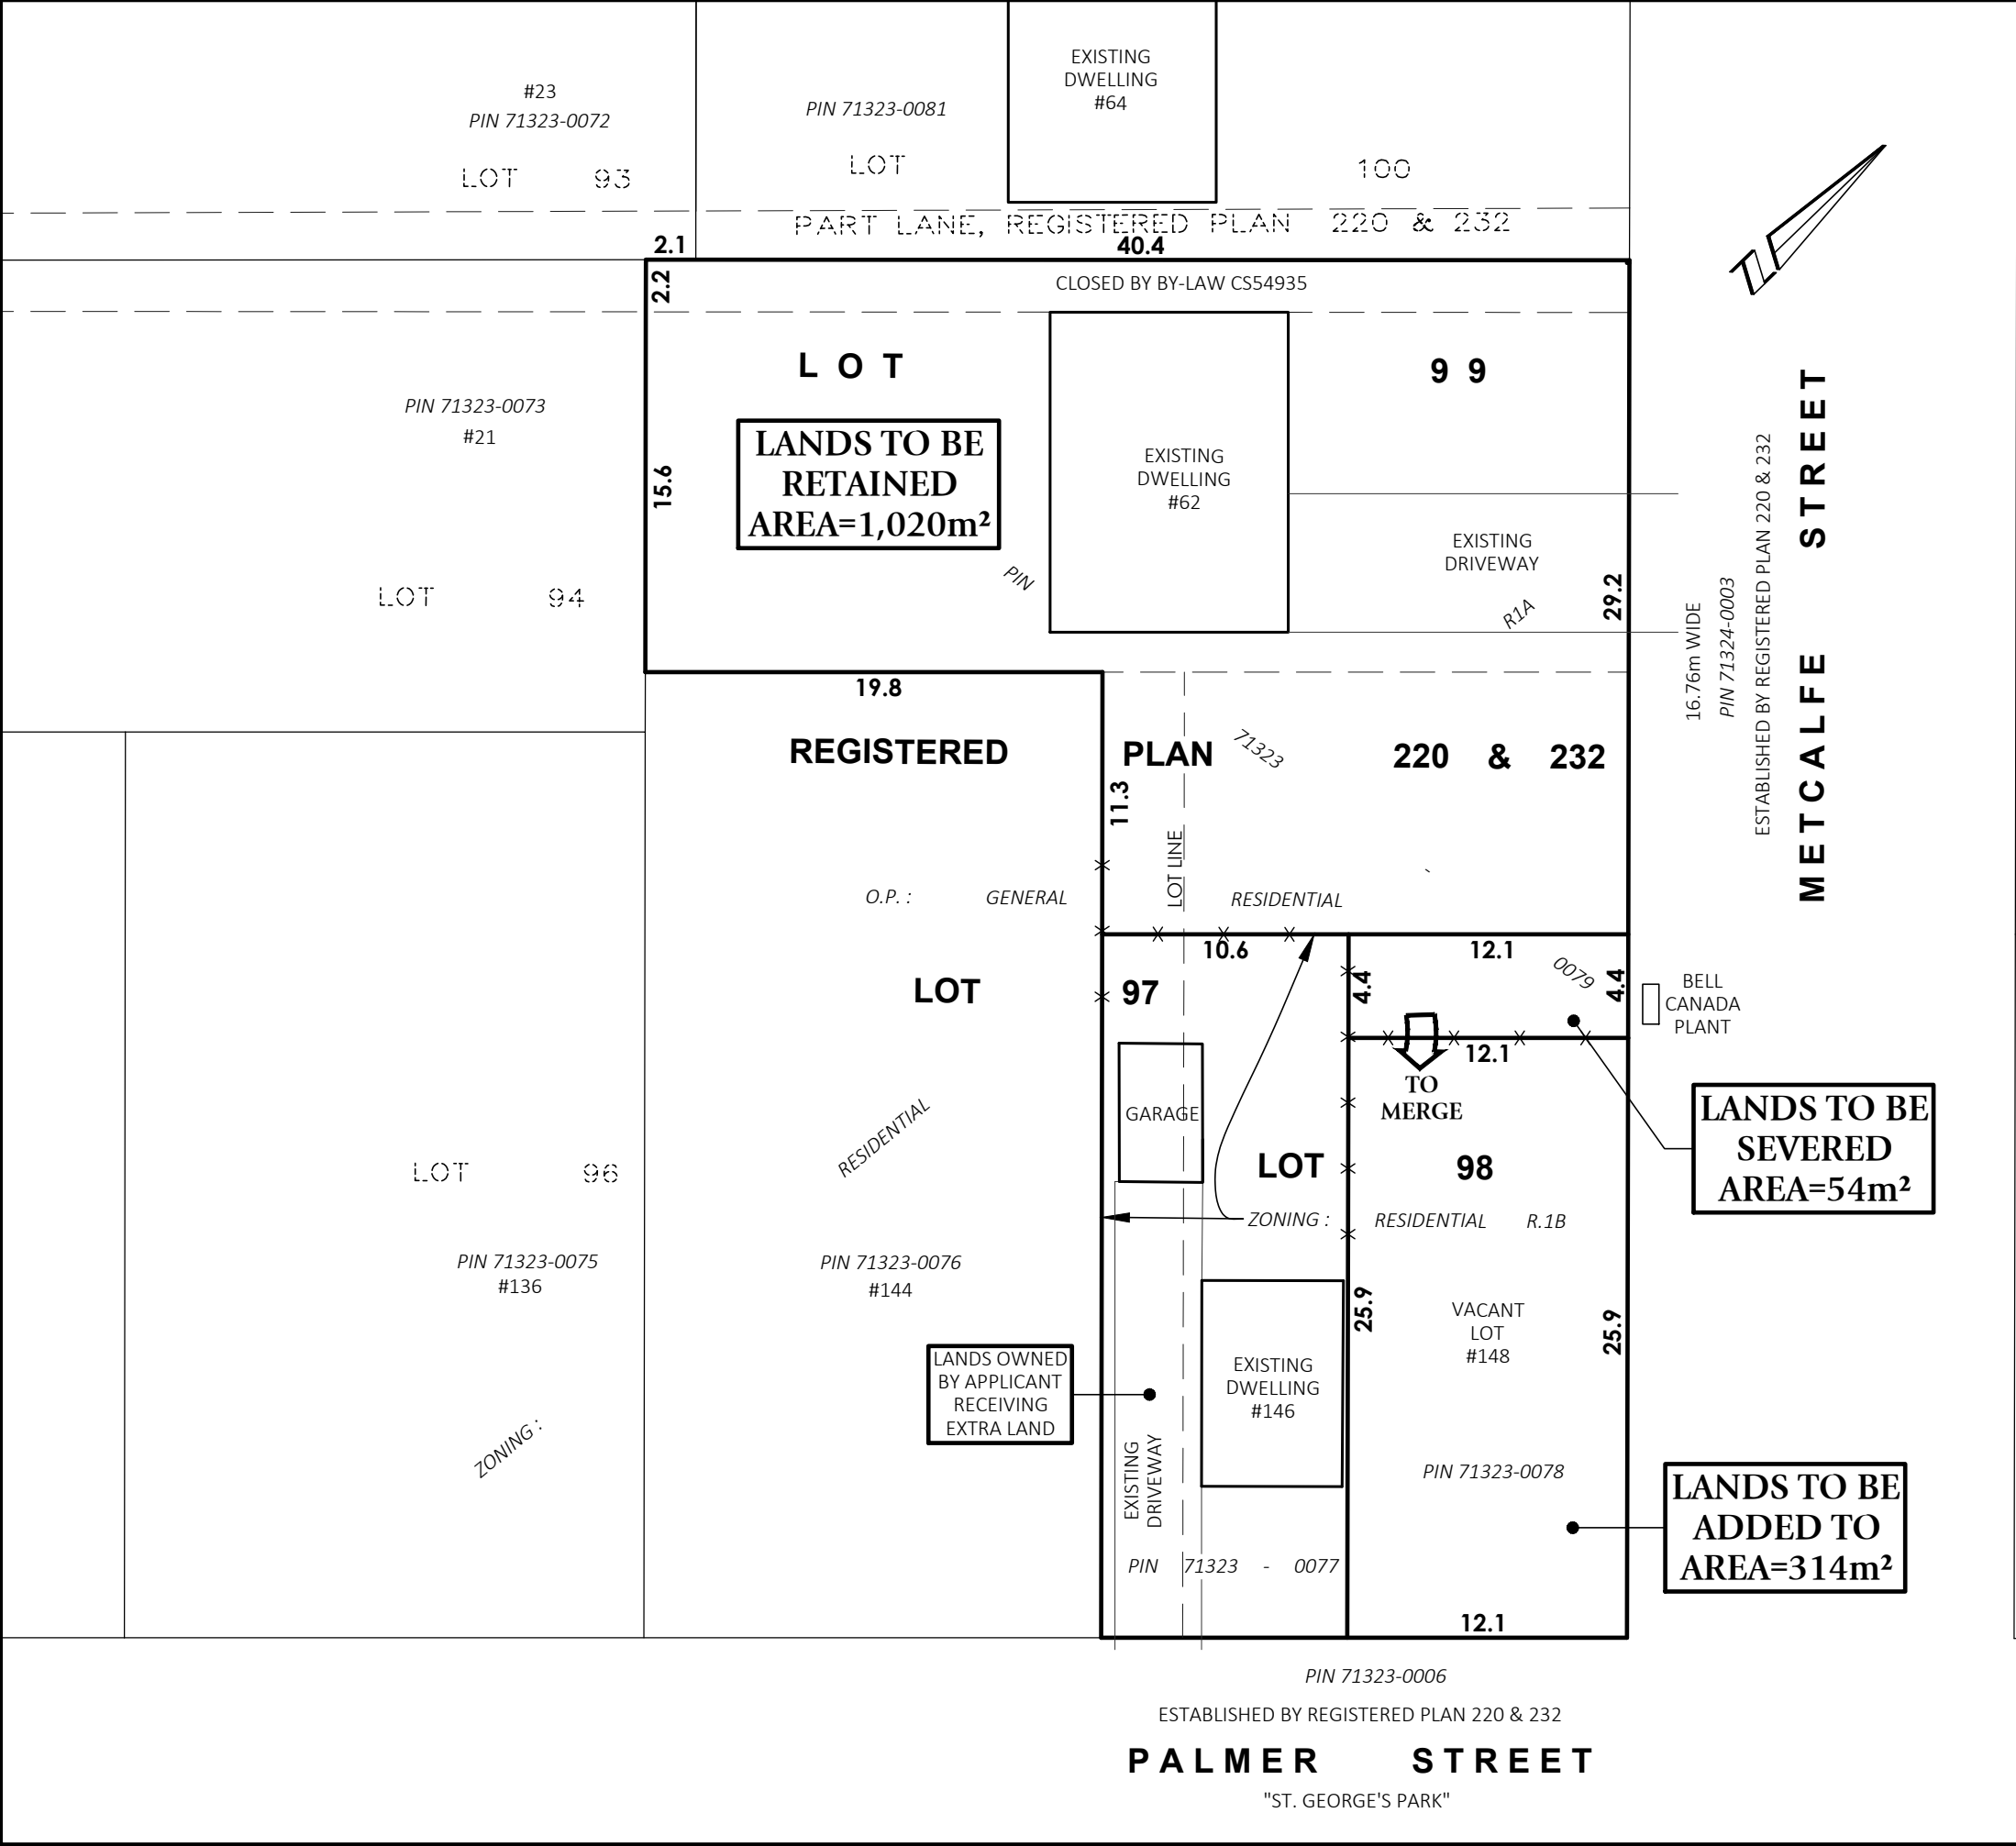 #23
PIN 71323-0072
LOT 93
PIN 71323-0081
LOT 100
EXISTING
DWELLING
#64
PART LANE, REGISTERED PLAN 220 & 232
2.1
40.4
2.2
CLOSED BY BY-LAW CS54935
LOT 99
PIN 71323-0073
#21
LANDS TO BE
RETAINED
AREA=1,020m²
15.6
EXISTING
DWELLING
#62
EXISTING
DRIVEWAY
R1A
29.2
PIN 71323 - 0079
LOT 94
16.76m WIDE
PIN 71324-0003
ESTABLISHED BY REGISTERED PLAN 220 & 232
METCALFE STREET
19.8
REGISTERED PLAN 220 & 232
11.3
LOT LINE
O.P. : GENERAL RESIDENTIAL
10.6
12.1
4.4
4.4
BELL
CANADA
PLANT
LOT 97
12.1
TO
MERGE
GARAGE
LANDS TO BE
SEVERED
AREA=54m²
LOT 98
ZONING : RESIDENTIAL R.1B
LOT 96
PIN 71323-0075
#136
PIN 71323-0076
#144
ZONING : RESIDENTIAL
25.9
25.9
VACANT
LOT
#148
LANDS OWNED
BY APPLICANT
RECEIVING
EXTRA LAND
EXISTING
DWELLING
#146
EXISTING
DRIVEWAY
PIN 71323-0078
LANDS TO BE
ADDED TO
AREA=314m²
PIN 71323 - 0077
12.1
PIN 71323-0006
ESTABLISHED BY REGISTERED PLAN 220 & 232
PALMER STREET
"ST. GEORGE'S PARK"